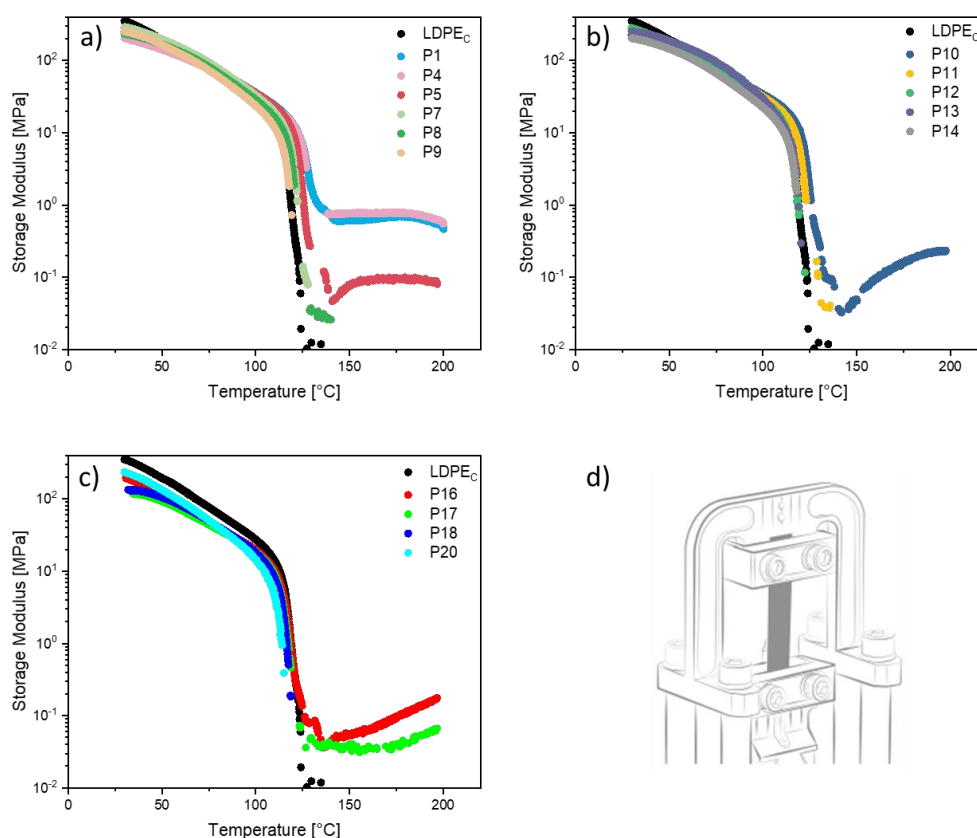 a)
LDPE_C
P1
P4
P5
P7
P8
P9
10²
10¹
10⁰
10⁻¹
10⁻²
Storage Modulus [MPa]
0 50 100 150 200
Temperature [°C]
b)
LDPE_C
P10
P11
P12
P13
P14
10²
10¹
10⁰
10⁻¹
10⁻²
Storage Modulus [MPa]
0 50 100 150 200
Temperature [°C]
c)
LDPE_C
P16
P17
P18
P20
10²
10¹
10⁰
10⁻¹
10⁻²
Storage Modulus [MPa]
0 50 100 150 200
Temperature [°C]
d)